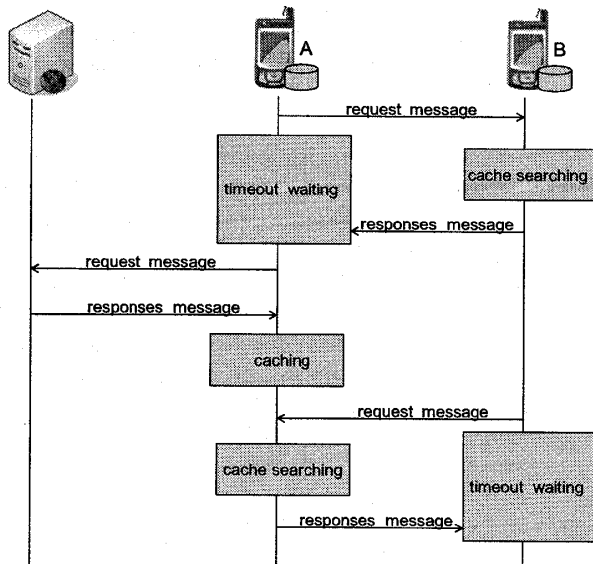 A
B
request message
timeout waiting
cache searching
responses message
request message
responses message
caching
request message
cache searching
timeout waiting
responses message